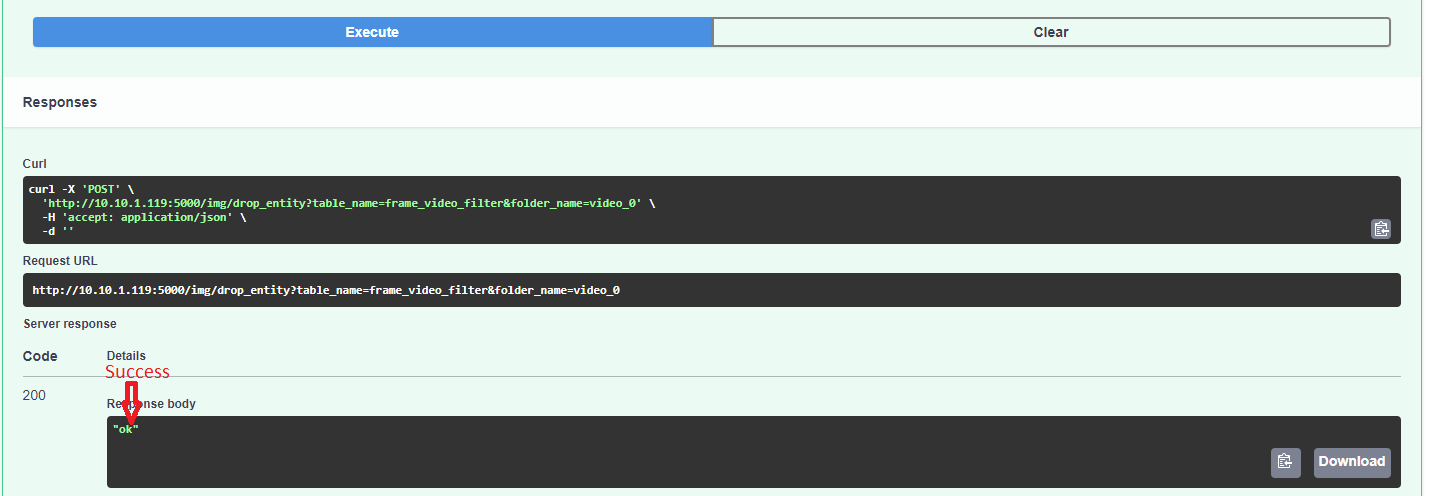 Execute
Clear
Responses
Curl
curl -X 'POST' \
'http://10.10.1.119:5000/img/drop_entity?table_name=frame_video_filter&folder_name=video_0' \
-H 'accept: application/json' \
-d ''
Request URL
http://10.10.1.119:5000/img/drop_entity?table_name=frame_video_filter&folder_name=video_0
Server response
Code
Details
Success
200
Response body
"ok"
Download